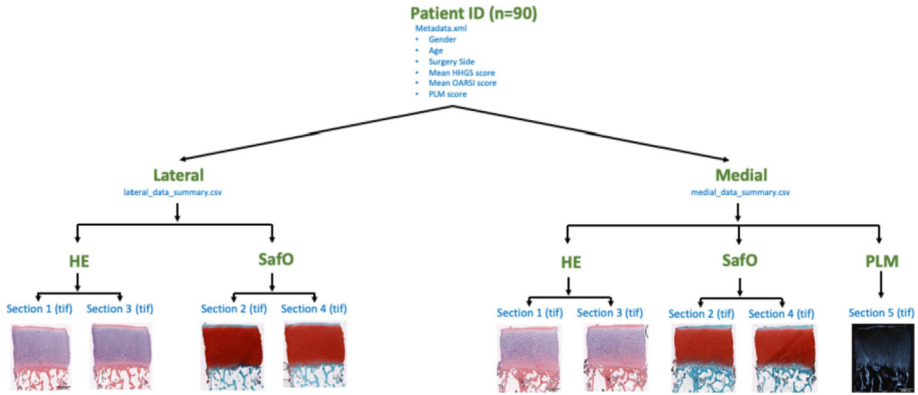 Patient ID (n=90)
Metadata.xml
• Gender
• Age
• Surgery Side
• Mean HHGS score
• Mean OARSI score
• PLM score
Lateral
lateral_data_summary.csv
Medial
medial_data_summary.csv
HE
SafO
HE
SafO
PLM
Section 1 (tif)
Section 3 (tif)
Section 2 (tif)
Section 4 (tif)
Section 1 (tif)
Section 3 (tif)
Section 2 (tif)
Section 4 (tif)
Section 5 (tif)